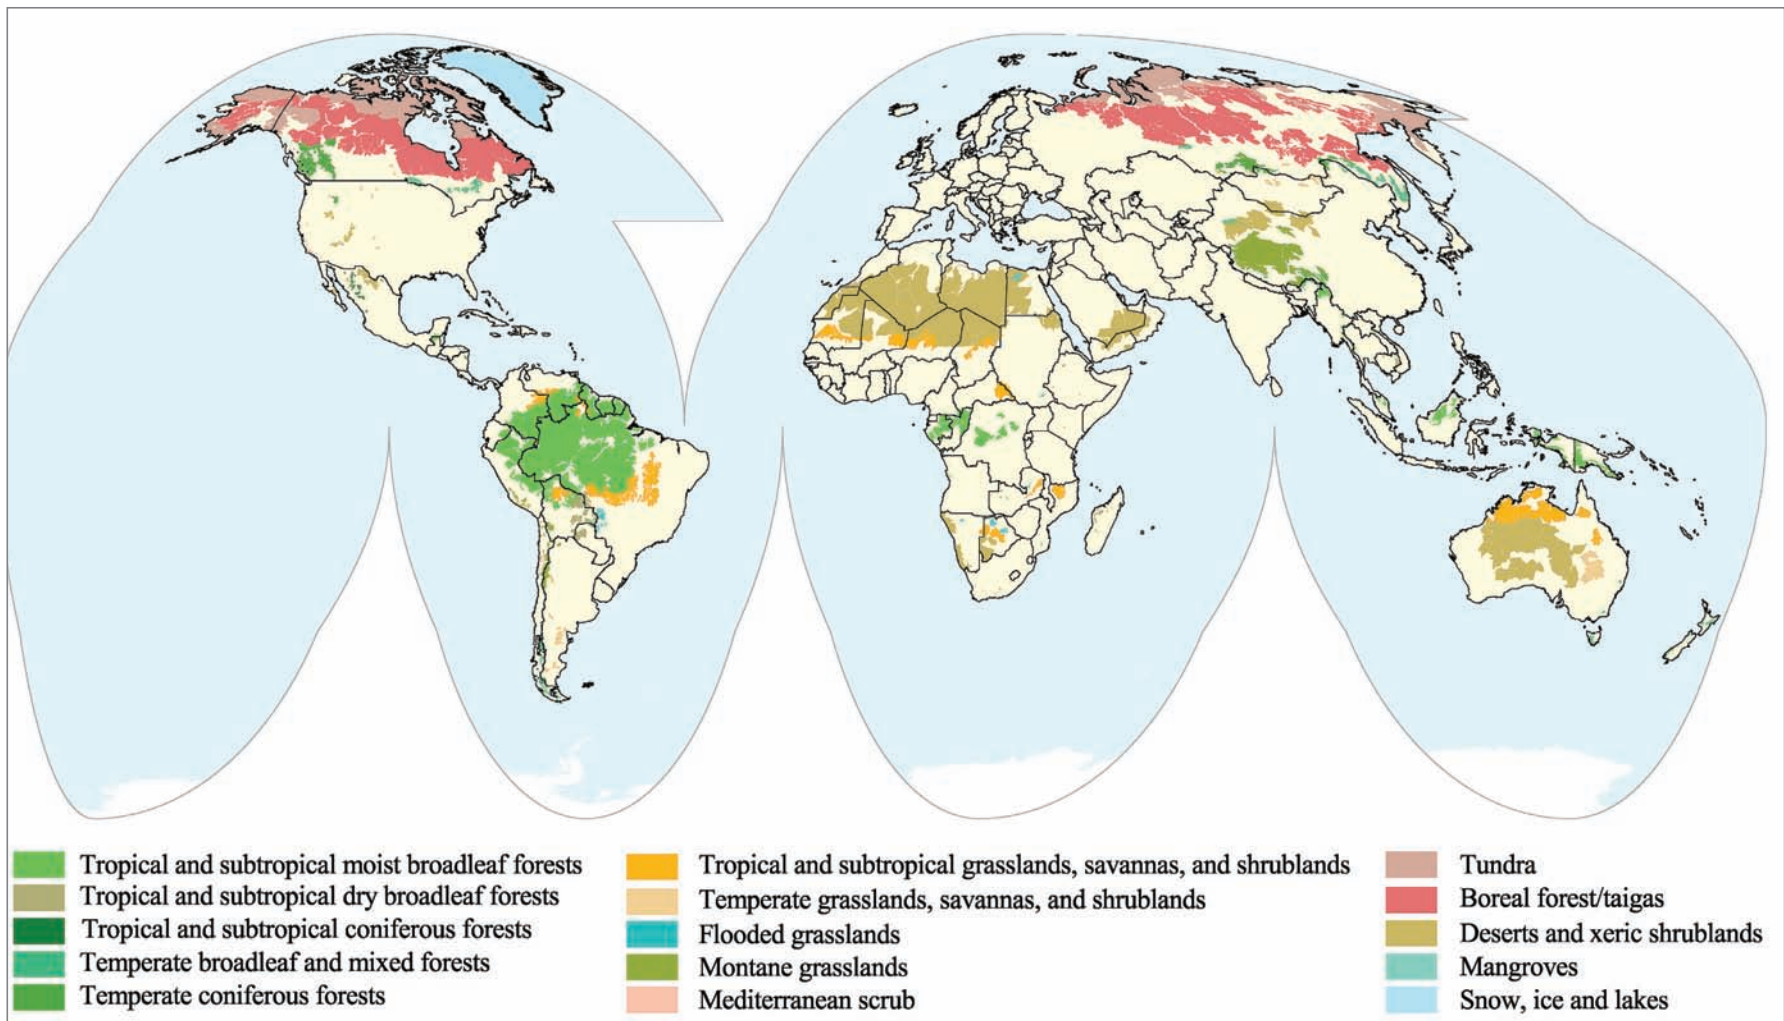 Tropical and subtropical moist broadleaf forests
Tropical and subtropical dry broadleaf forests
Tropical and subtropical coniferous forests
Temperate broadleaf and mixed forests
Temperate coniferous forests
Tropical and subtropical grasslands, savannas, and shrublands
Temperate grasslands, savannas, and shrublands
Flooded grasslands
Montane grasslands
Mediterranean scrub
Tundra
Boreal forest/taigas
Deserts and xeric shrublands
Mangroves
Snow, ice and lakes